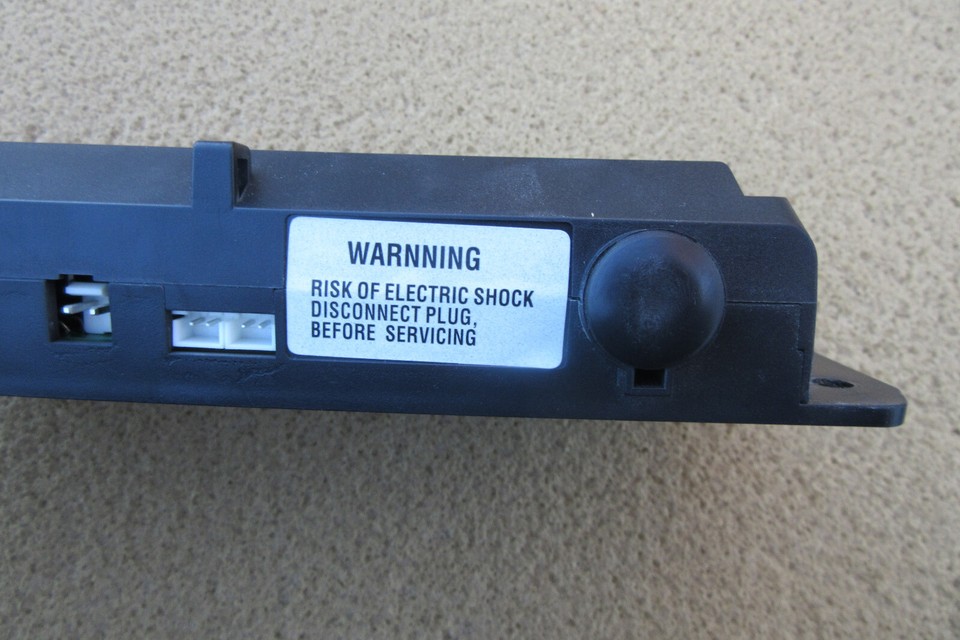 WARNNING
RISK OF ELECTRIC SHOCK
DISCONNECT PLUG,
BEFORE SERVICING